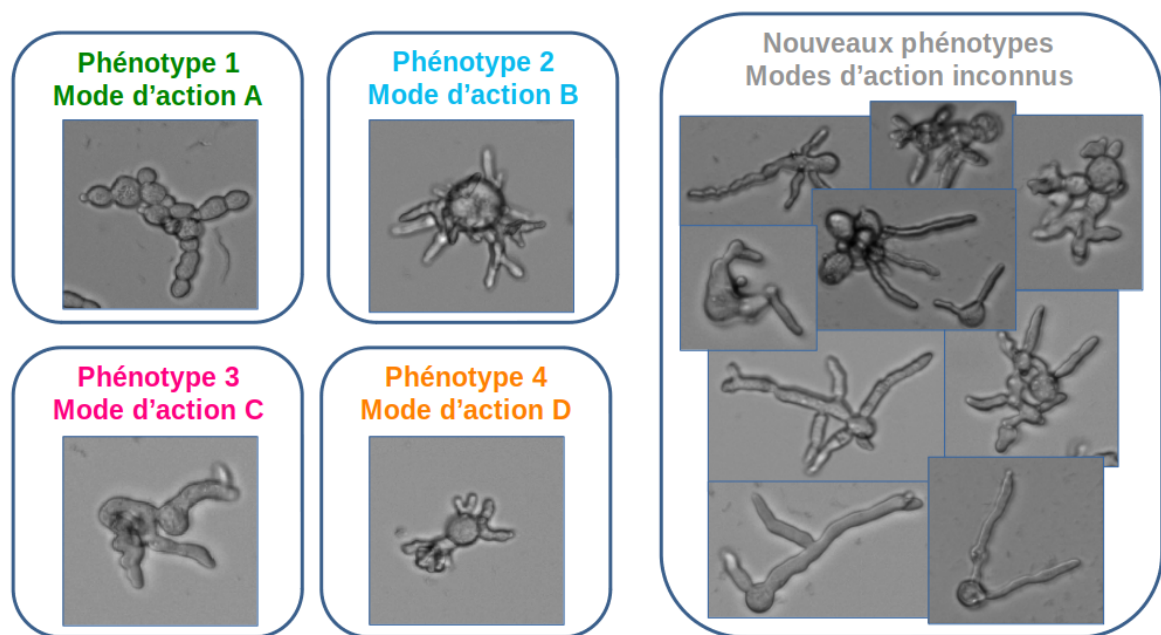 Phénotype 1
Mode d'action A
Phénotype 2
Mode d'action B
Phénotype 3
Mode d'action C
Phénotype 4
Mode d'action D
Nouveaux phénotypes
Modes d'action inconnus